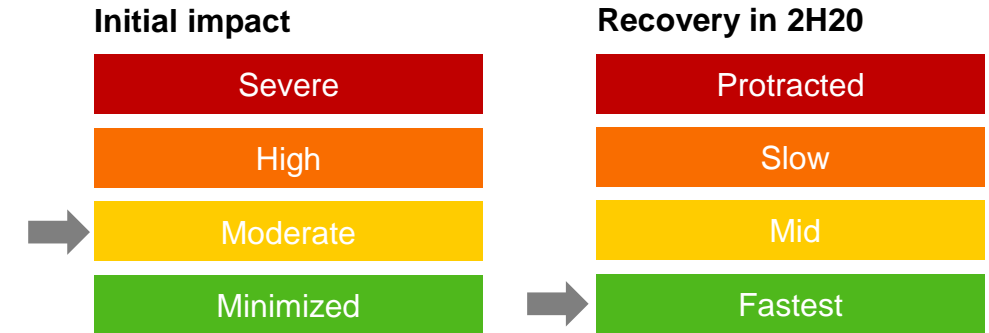 Initial impact
Severe
High
Moderate
Minimized
Recovery in 2H20
Protracted
Slow
Mid
Fastest